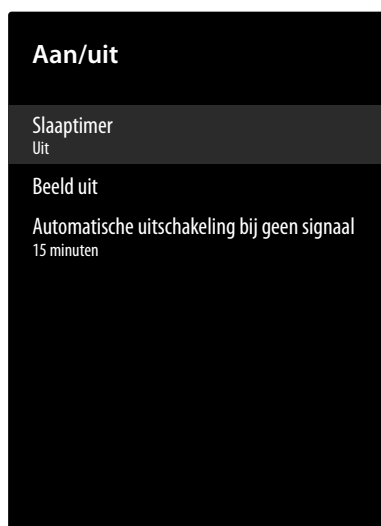 Aan/uit
Slaaptimer
Uit
Beeld uit
Automatische uitschakeling bij geen signaal
15 minuten